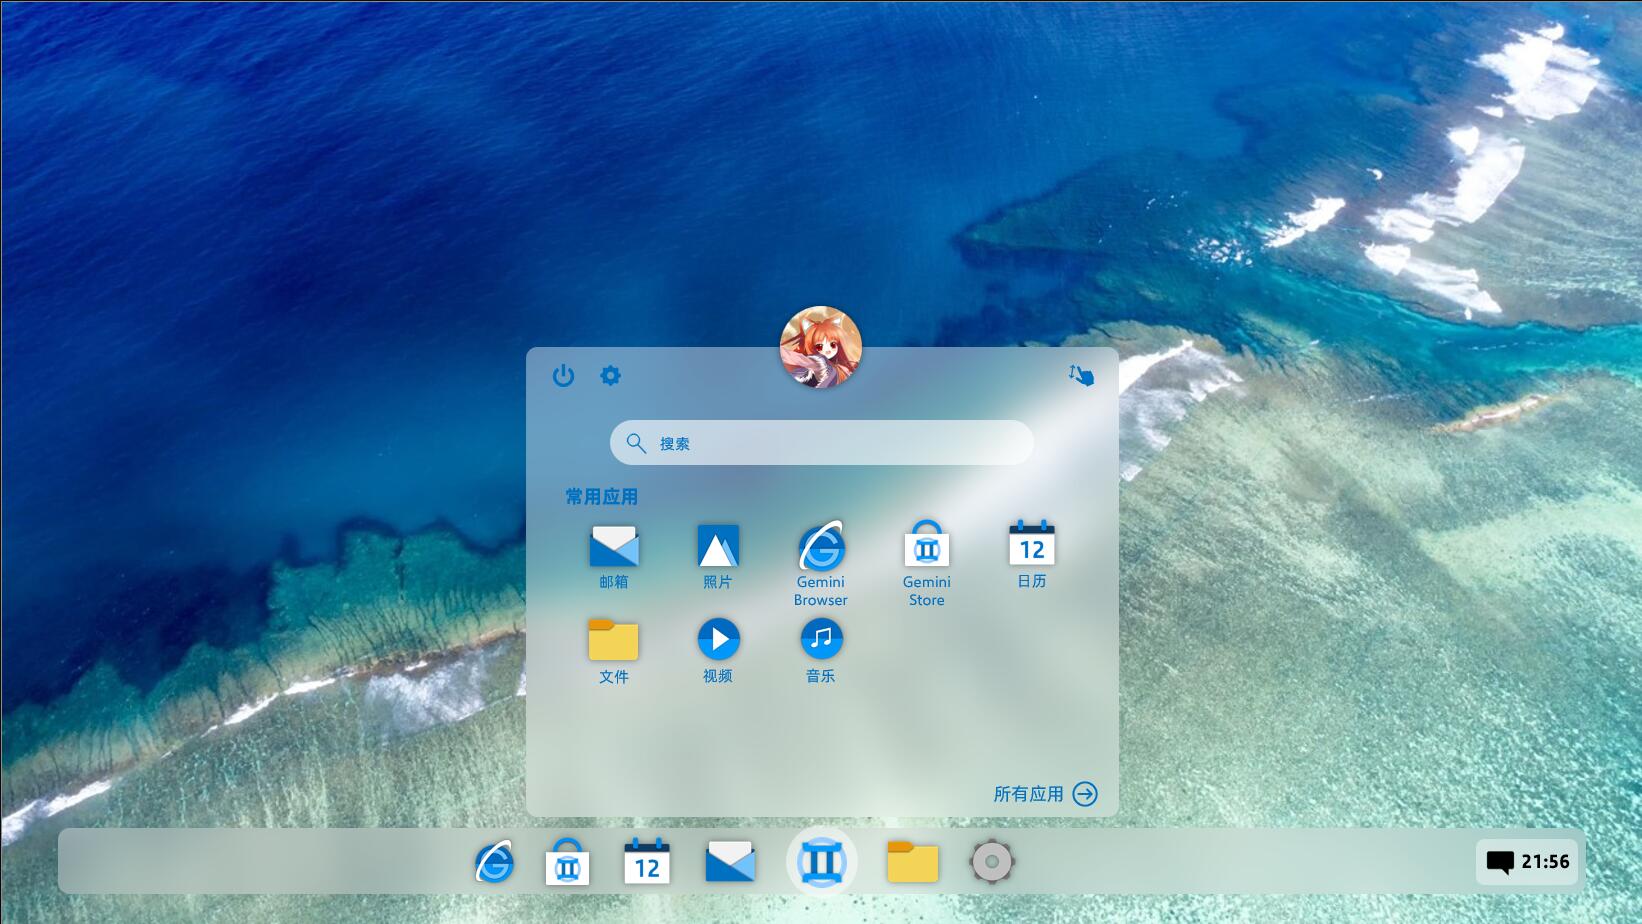 搜索
常用应用
12
邮箱
照片
Gemini
Browser
Gemini
Store
日历
文件
视频
音乐
所有应用
12
21:56